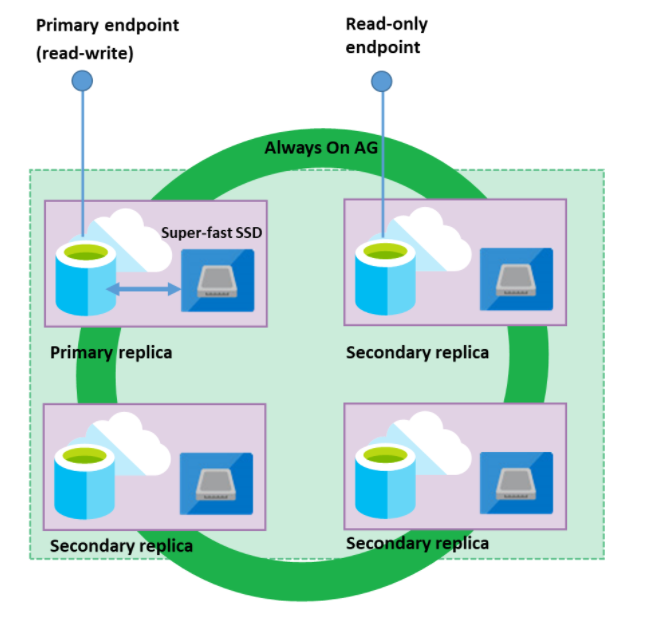 Primary endpoint
(read-write)
Read-only
endpoint
Always On AG
Super-fast SSD
Primary replica
Secondary replica
Secondary replica
Secondary replica